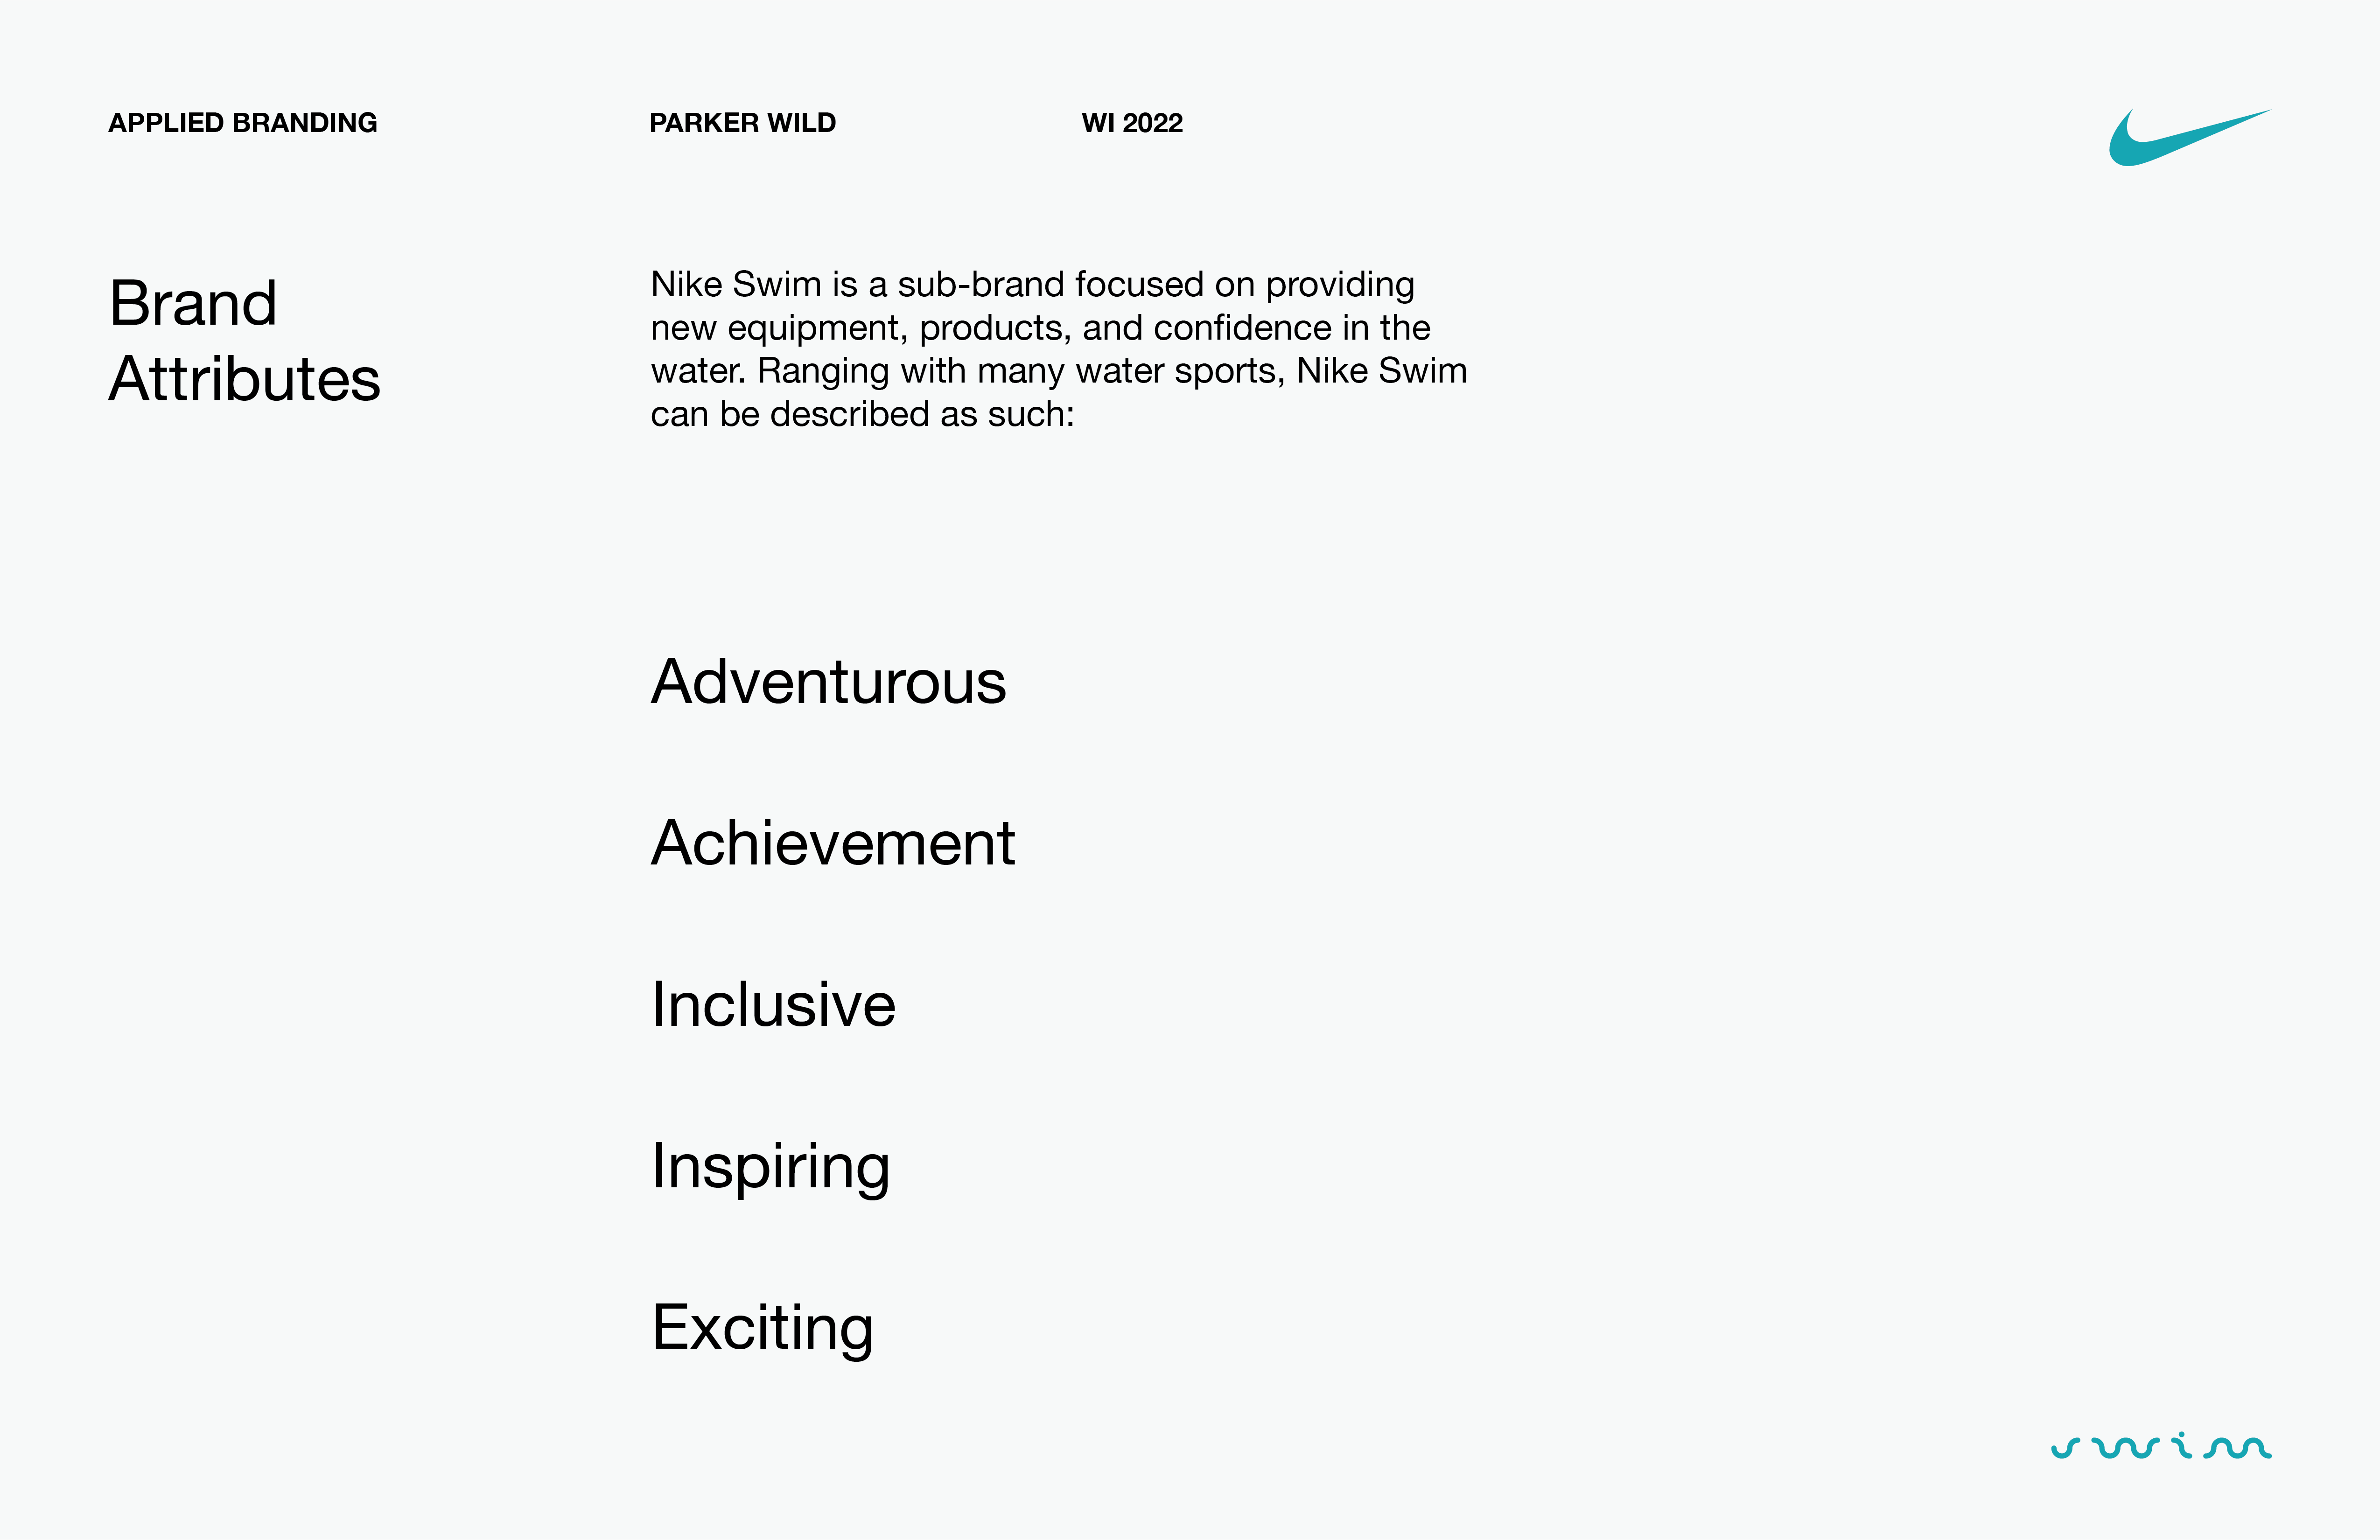 APPLIED BRANDING
PARKER WILD
WI 2022
Brand
Attributes
Nike Swim is a sub-brand focused on providing
new equipment, products, and confidence in the
water. Ranging with many water sports, Nike Swim
can be described as such:
Adventurous
Achievement
Inclusive
Inspiring
Exciting
swim